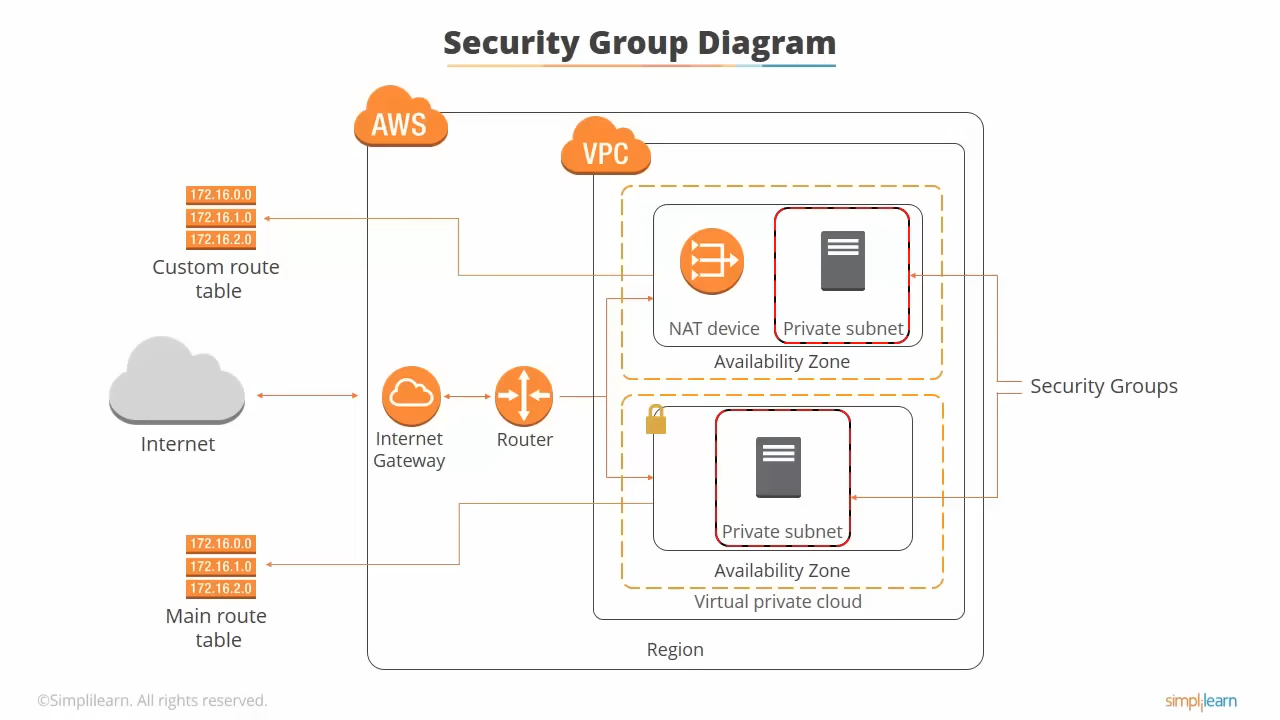 Security Group Diagram
AWS
VPC
172.16.0.0
172.16.1.0
172.16.2.0
Custom route
table
NAT device
Private subnet
Availability Zone
Security Groups
Internet
Internet
Gateway
Router
Private subnet
Availability Zone
172.16.0.0
172.16.1.0
172.16.2.0
Main route
table
Virtual private cloud
Region
©Simplilearn. All rights reserved.
simplilearn